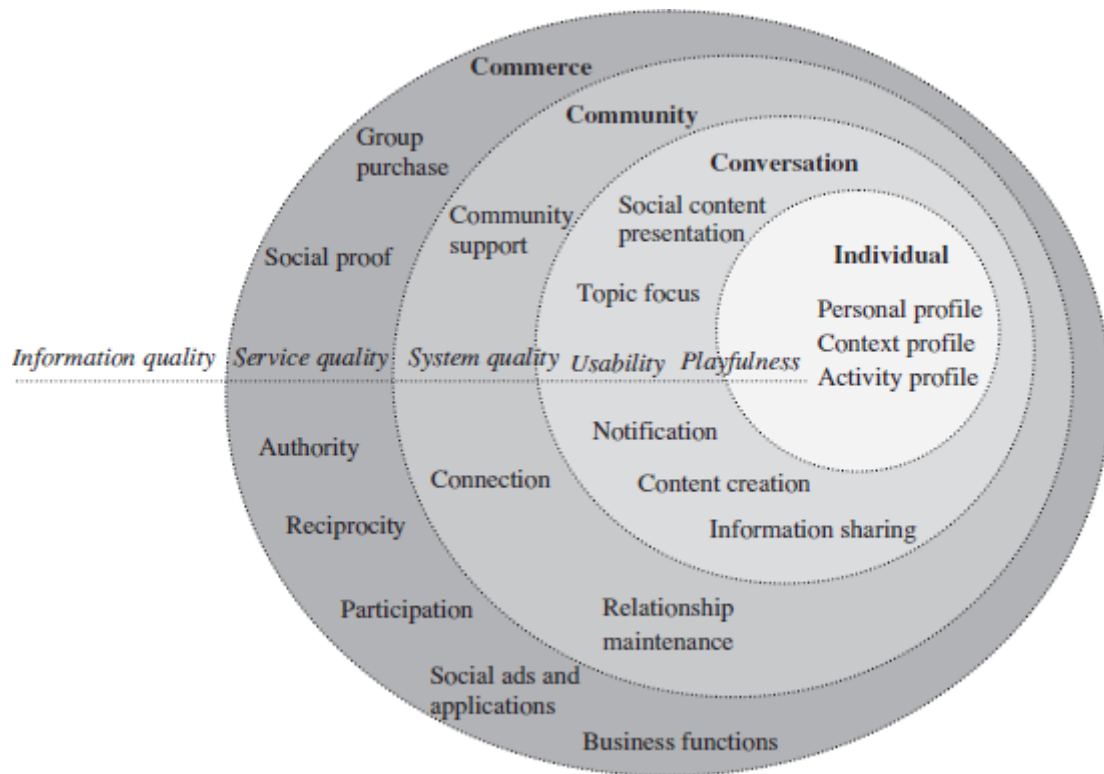 Commerce
Community
Group
purchase
Conversation
Social content
presentation
Community
support
Social proof
Individual
Topic focus
Personal profile
Context profile
Activity profile
Information quality
Service quality
System quality
Usability
Playfulness
Notification
Authority
Connection
Content creation
Reciprocity
Information sharing
Participation
Relationship
maintenance
Social ads and
applications
Business functions